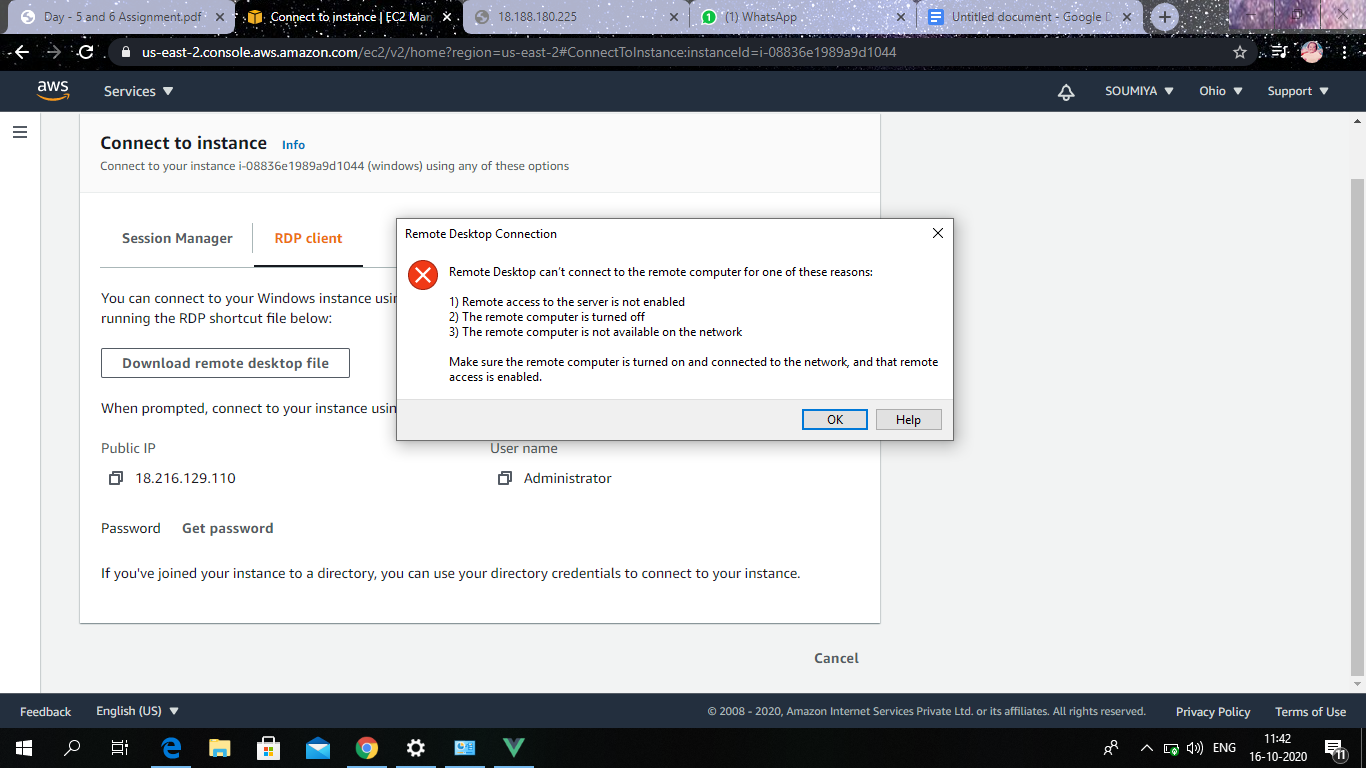 Day - 5 and 6 Assignment.pdf
Connect to instance | EC2 Man
18.188.180.225
(1) WhatsApp
Untitled document - Google D
us-east-2.console.aws.amazon.com/ec2/v2/home?region=us-east-2#ConnectToInstance:instanceId=i-08836e1989a9d1044
aws
Services
SOUMIYA
Ohio
Support
Connect to instance Info
Connect to your instance i-08836e1989a9d1044 (windows) using any of these options
Session Manager
RDP client
Remote Desktop Connection
Remote Desktop can't connect to the remote computer for one of these reasons:
1) Remote access to the server is not enabled
2) The remote computer is turned off
3) The remote computer is not available on the network
Make sure the remote computer is turned on and connected to the network, and that remote
access is enabled.
OK
Help
You can connect to your Windows instance usin
running the RDP shortcut file below:
Download remote desktop file
When prompted, connect to your instance usin
Public IP
User name
18.216.129.110
Administrator
Password
Get password
If you've joined your instance to a directory, you can use your directory credentials to connect to your instance.
Cancel
Feedback
English (US)
© 2008 - 2020, Amazon Internet Services Private Ltd. or its affiliates. All rights reserved.
Privacy Policy
Terms of Use
ENG
11:42
16-10-2020
11